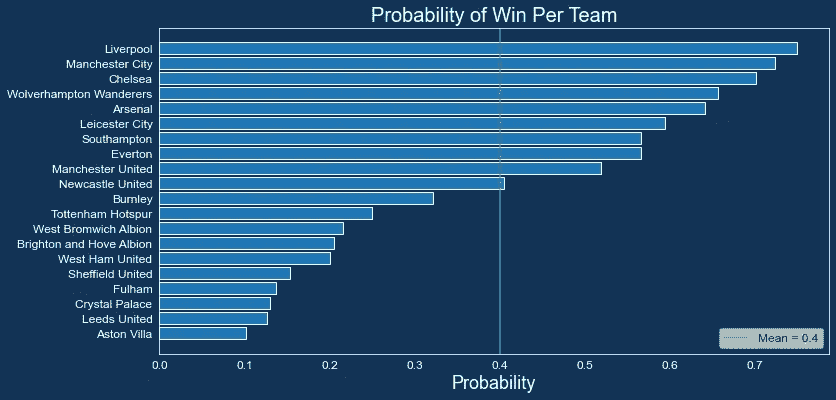 Probability of Win Per Team
Liverpool
Manchester City
Chelsea
Wolverhampton Wanderers
Arsenal
Leicester City
Southampton
Everton
Manchester United
Newcastle United
Burnley
Tottenham Hotspur
West Bromwich Albion
Brighton and Hove Albion
West Ham United
Sheffield United
Fulham
Crystal Palace
Leeds United
Aston Villa
Mean = 0.4
0.0 0.1 0.2 0.3 0.4 0.5 0.6 0.7
Probability